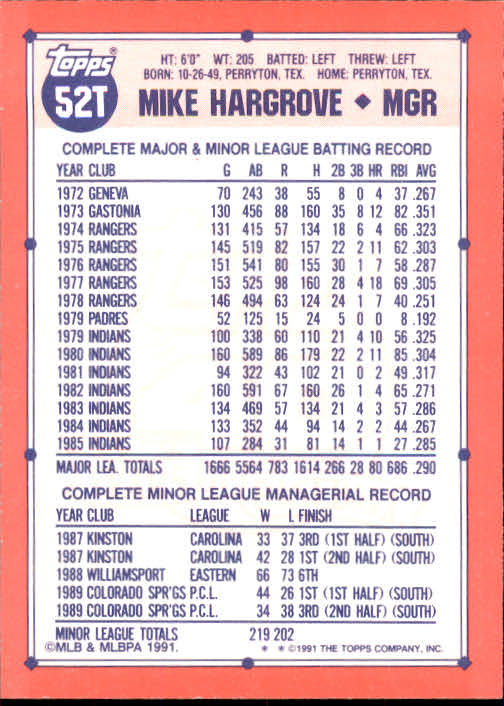 topps®
52T
HT: 6'0" WT: 205 BATTED: LEFT THREW: LEFT
BORN: 10-26-49, PERRYTON, TEX. HOME: PERRYTON, TEX.
MIKE HARGROVE ◆ MGR
COMPLETE MAJOR & MINOR LEAGUE BATTING RECORD
YEAR CLUB G AB R H 2B 3B HR RBI AVG
1972 GENEVA 70 243 38 55 8 0 4 37 .267
1973 GASTONIA 130 456 88 160 35 8 12 82 .351
1974 RANGERS 131 415 57 134 18 6 4 66 .323
1975 RANGERS 145 519 82 157 22 2 11 62 .303
1976 RANGERS 151 541 80 155 30 1 7 58 .287
1977 RANGERS 153 525 98 160 28 4 18 69 .305
1978 RANGERS 146 494 63 124 24 1 7 40 .251
1979 PADRES 52 125 15 24 5 0 0 8 .192
1979 INDIANS 100 338 60 110 21 4 10 56 .325
1980 INDIANS 160 589 86 179 22 2 11 85 .304
1981 INDIANS 94 322 43 102 21 0 2 49 .317
1982 INDIANS 160 591 67 160 26 1 4 65 .271
1983 INDIANS 134 469 57 134 21 4 3 57 .286
1984 INDIANS 133 352 44 94 14 2 2 44 .267
1985 INDIANS 107 284 31 81 14 1 1 27 .285
MAJOR LEA. TOTALS 1666 5564 783 1614 266 28 80 686 .290
COMPLETE MINOR LEAGUE MANAGERIAL RECORD
YEAR CLUB LEAGUE W L FINISH
1987 KINSTON CAROLINA 33 37 3RD (1ST HALF) (SOUTH)
1987 KINSTON CAROLINA 42 28 1ST (2ND HALF) (SOUTH)
1988 WILLIAMSPORT EASTERN 66 73 6TH
1989 COLORADO SPR'GS P.C.L. 44 26 1ST (1ST HALF) (SOUTH)
1989 COLORADO SPR'GS P.C.L. 34 38 3RD (2ND HALF) (SOUTH)
MINOR LEAGUE TOTALS 219 202
©MLB & MLBPA 1991. * * ©1991 THE TOPPS COMPANY, INC.